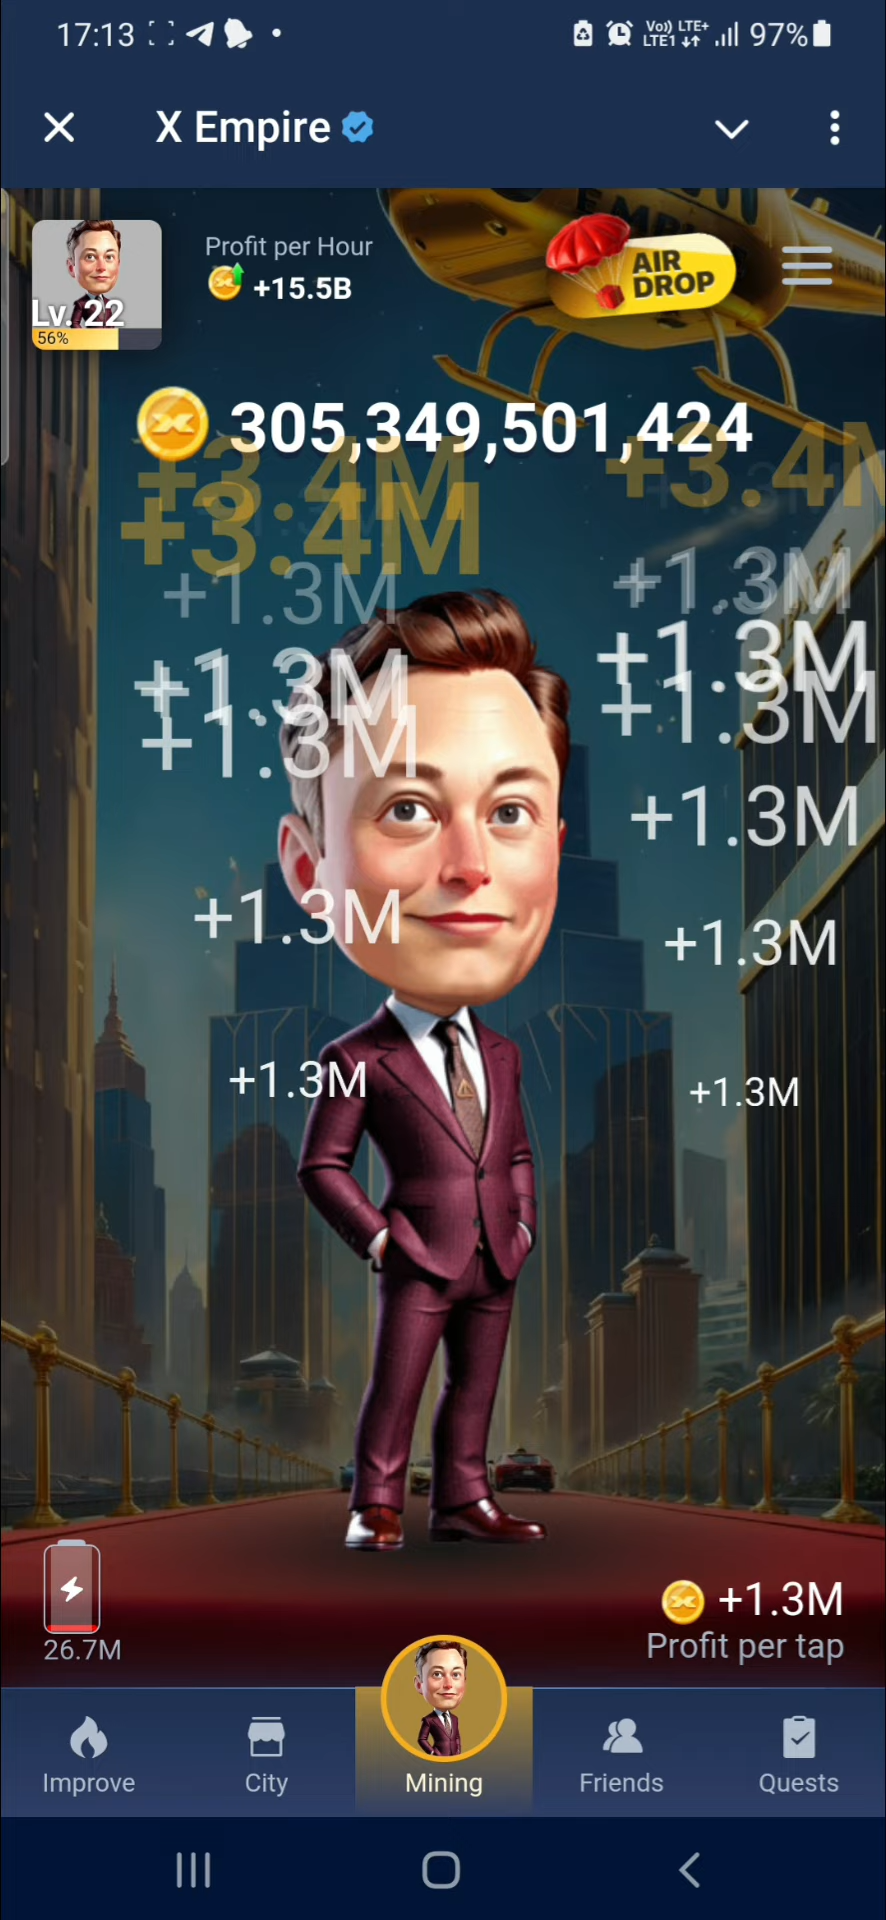 17:13
Vo)) LTE+
LTE1
97%
X Empire
Profit per Hour
+15.5B
AIR
DROP
Lv. 22
56%
305,349,501,424
+3.4M
+3.4M
+3.4M
+1.3M
+1.3M
+1.3M
+1.3M
+1.3M
+1.3M
+1.3M
+1.3M
+1.3M
+1.3M
+1.3M
+1.3M
Profit per tap
26.7M
Improve
City
Mining
Friends
Quests